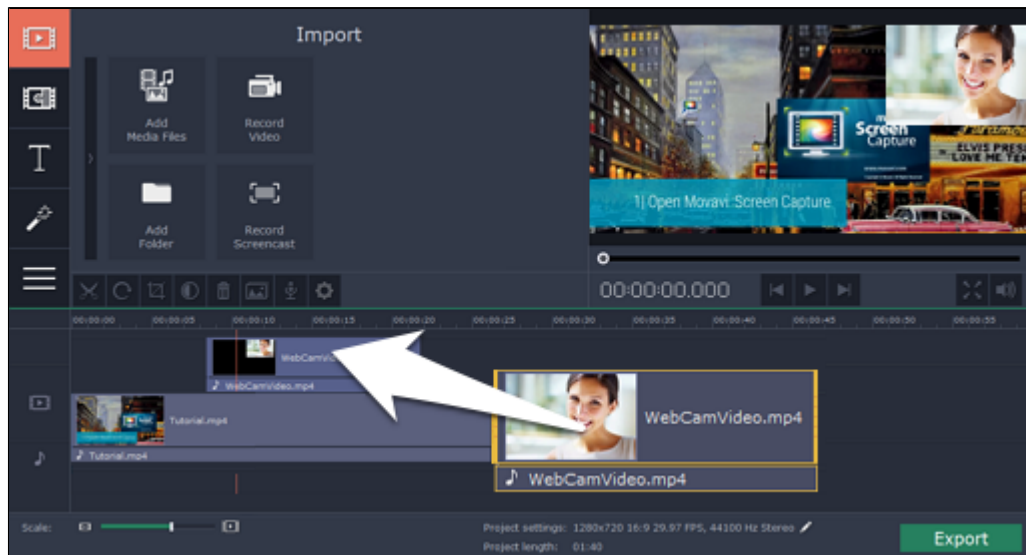 Import
Add
Media Files
Record
Video
Add
Folder
Record
Screencast
Screen
Capture
ELVIS PRES
LOVE ME TEN
1| Open Movavi Screen Capture
00:00:00.000
00:00:00 00:00:05 00:00:10 00:00:15 00:00:20 00:00:25 00:00:30 00:00:35 00:00:40 00:00:45 00:00:50 00:00:55
WebCamVi
WebCamVideo.mp4
Tutorial.mp4
Tutorial.mp4
WebCamVideo.mp4
WebCamVideo.mp4
Scale:
Project settings: 1280x720 16:9 29.97 FPS, 44100 Hz Stereo
Project length: 01:40
Export